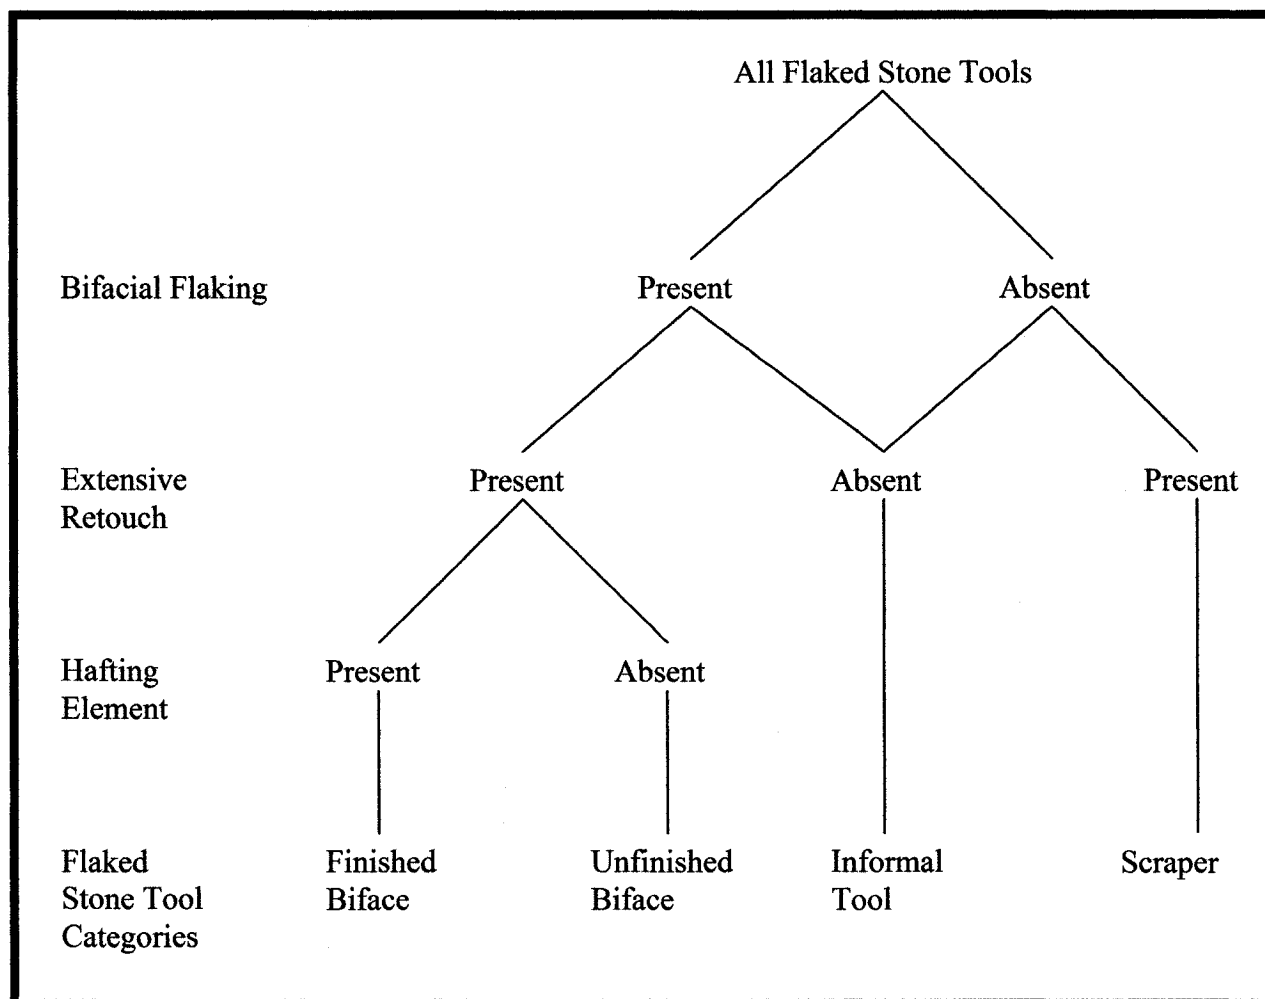 All Flaked Stone Tools
Bifacial Flaking
Present
Absent
Extensive
Retouch
Present
Absent
Present
Hafting
Element
Present
Absent
Flaked
Stone Tool
Categories
Finished
Biface
Unfinished
Biface
Informal
Tool
Scraper